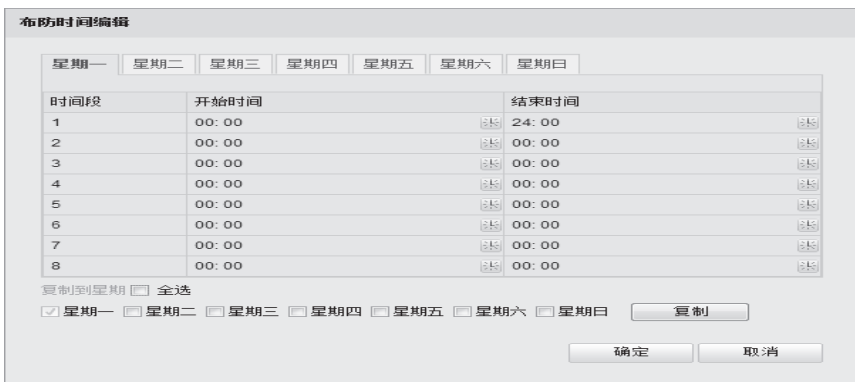 布防时间编辑
星期一 星期二 星期三 星期四 星期五 星期六 星期日
时间段 开始时间 结束时间
1 00: 00 24: 00
2 00: 00 00: 00
3 00: 00 00: 00
4 00: 00 00: 00
5 00: 00 00: 00
6 00: 00 00: 00
7 00: 00 00: 00
8 00: 00 00: 00
复制到星期 全选
星期一 星期二 星期三 星期四 星期五 星期六 星期日 复制
确定 取消